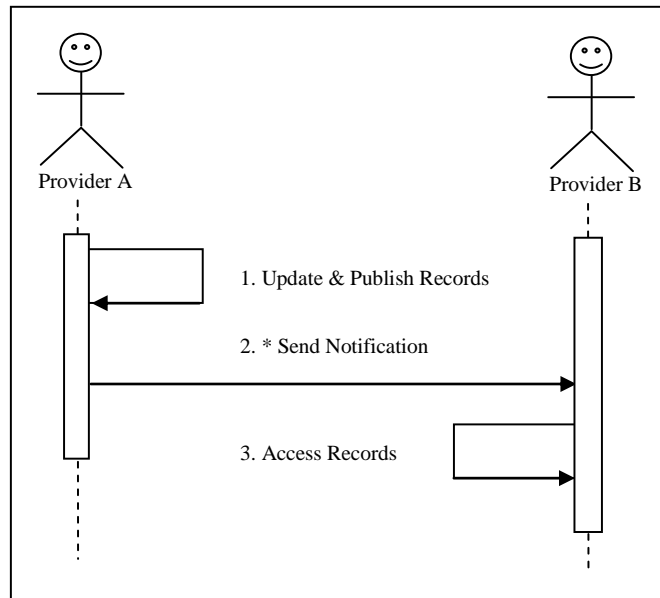 Provider A
Provider B
1. Update & Publish Records
2. * Send Notification
3. Access Records